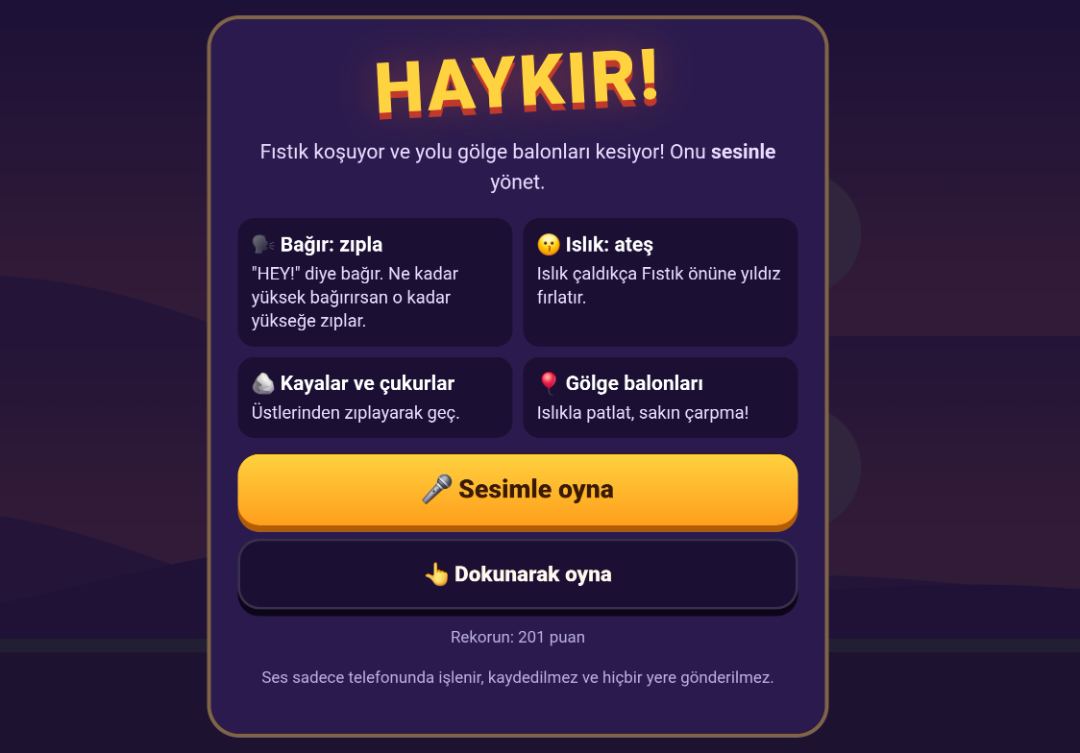 HAYKIR!
Fıstık koşuyor ve yolu gölge balonları kesiyor! Onu sesinle
yönet.
Bağır: zıpla
"HEY!" diye bağır. Ne kadar
yüksek bağırırsan o kadar
yükseğe zıplar.
Islık: ateş
Islık çaldıkça Fıstık önüne yıldız
fırlatır.
Kayalar ve çukurlar
Üstlerinden zıplayarak geç.
Gölge balonları
Islıkla patlat, sakın çarpma!
Sesimle oyna
Dokunarak oyna
Rekorun: 201 puan
Ses sadece telefonunda işlenir, kaydedilmez ve hiçbir yere gönderilmez.